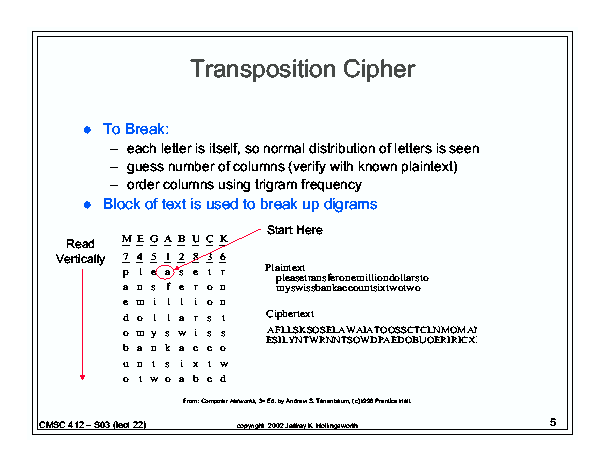 Transposition Cipher
To Break:
– each letter is itself, so normal distribution of letters is seen
– guess number of columns (verify with known plaintext)
– order columns using trigram frequency
Block of text is used to break up digrams
Read
Vertically
Start Here
M E G A B U C K
7 4 5 1 2 8 3 6
p l e a s e t r
a n s f e r o n
e m i l l i o n
d o l l a r s t
o m y s w i s s
b a n k a c c o
u n t s i x t w
o t w o a b c d
Plaintext
pleasetransferonemilliondollarsto
myswissbankaccountsixtwotwo
Ciphertext
AFLLSKSOSELAWAIATOOSSCTCLNMOMAN
ESILYNTWRNNTSOWDPAEDOBUOERIRICX
From: Computer Networks, 3rd Ed. by Andrew S. Tanenbaum, (c)1996 Prentice Hall.
CMSC 412 – S03 (lect 22)
copyright 2002 Jeffrey K. Hollingsworth
5